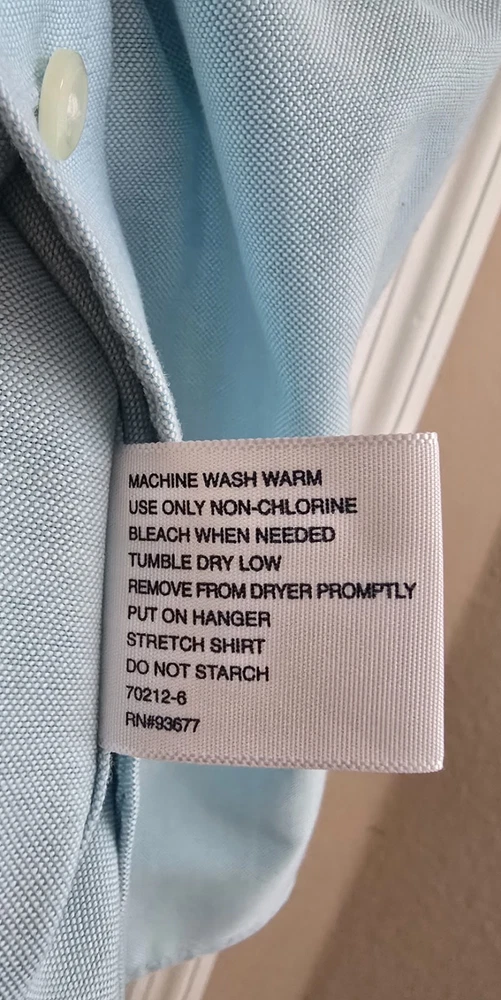 MACHINE WASH WARM
USE ONLY NON-CHLORINE
BLEACH WHEN NEEDED
TUMBLE DRY LOW
REMOVE FROM DRYER PROMPTLY
PUT ON HANGER
STRETCH SHIRT
DO NOT STARCH
70212-6
RN#93677